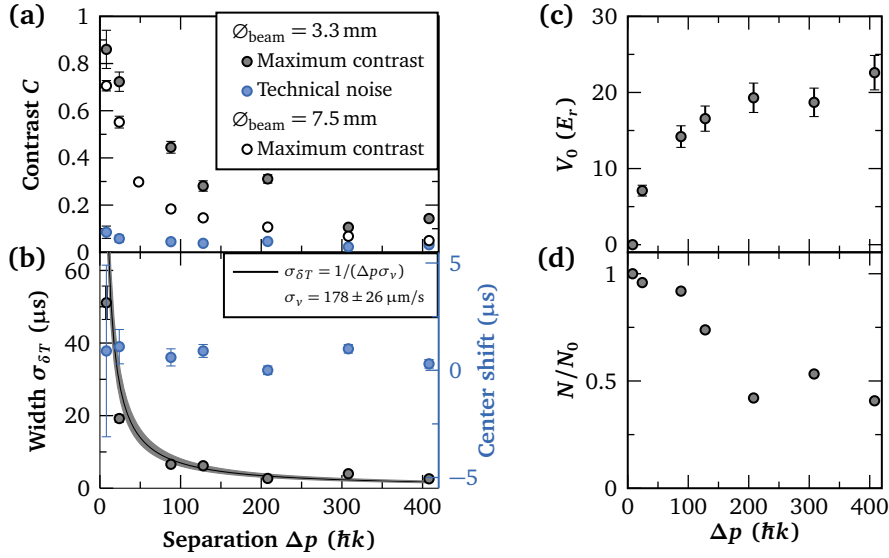 (a)
1
0.8
0.6
0.4
0.2
0
Contrast C
∅beam = 3.3 mm
Maximum contrast
Technical noise
∅beam = 7.5 mm
Maximum contrast
(b)
60
40
20
0
Width σδT (μs)
σδT = 1/(Δpσv)
σv = 178 ± 26 μm/s
5
0
−5
Center shift (μs)
0 100 200 300 400
Separation Δp (ℏk)
(c)
30
20
10
0
V0 (Er)
(d)
1
0.5
0
N/N0
0 100 200 300 400
Δp (ℏk)